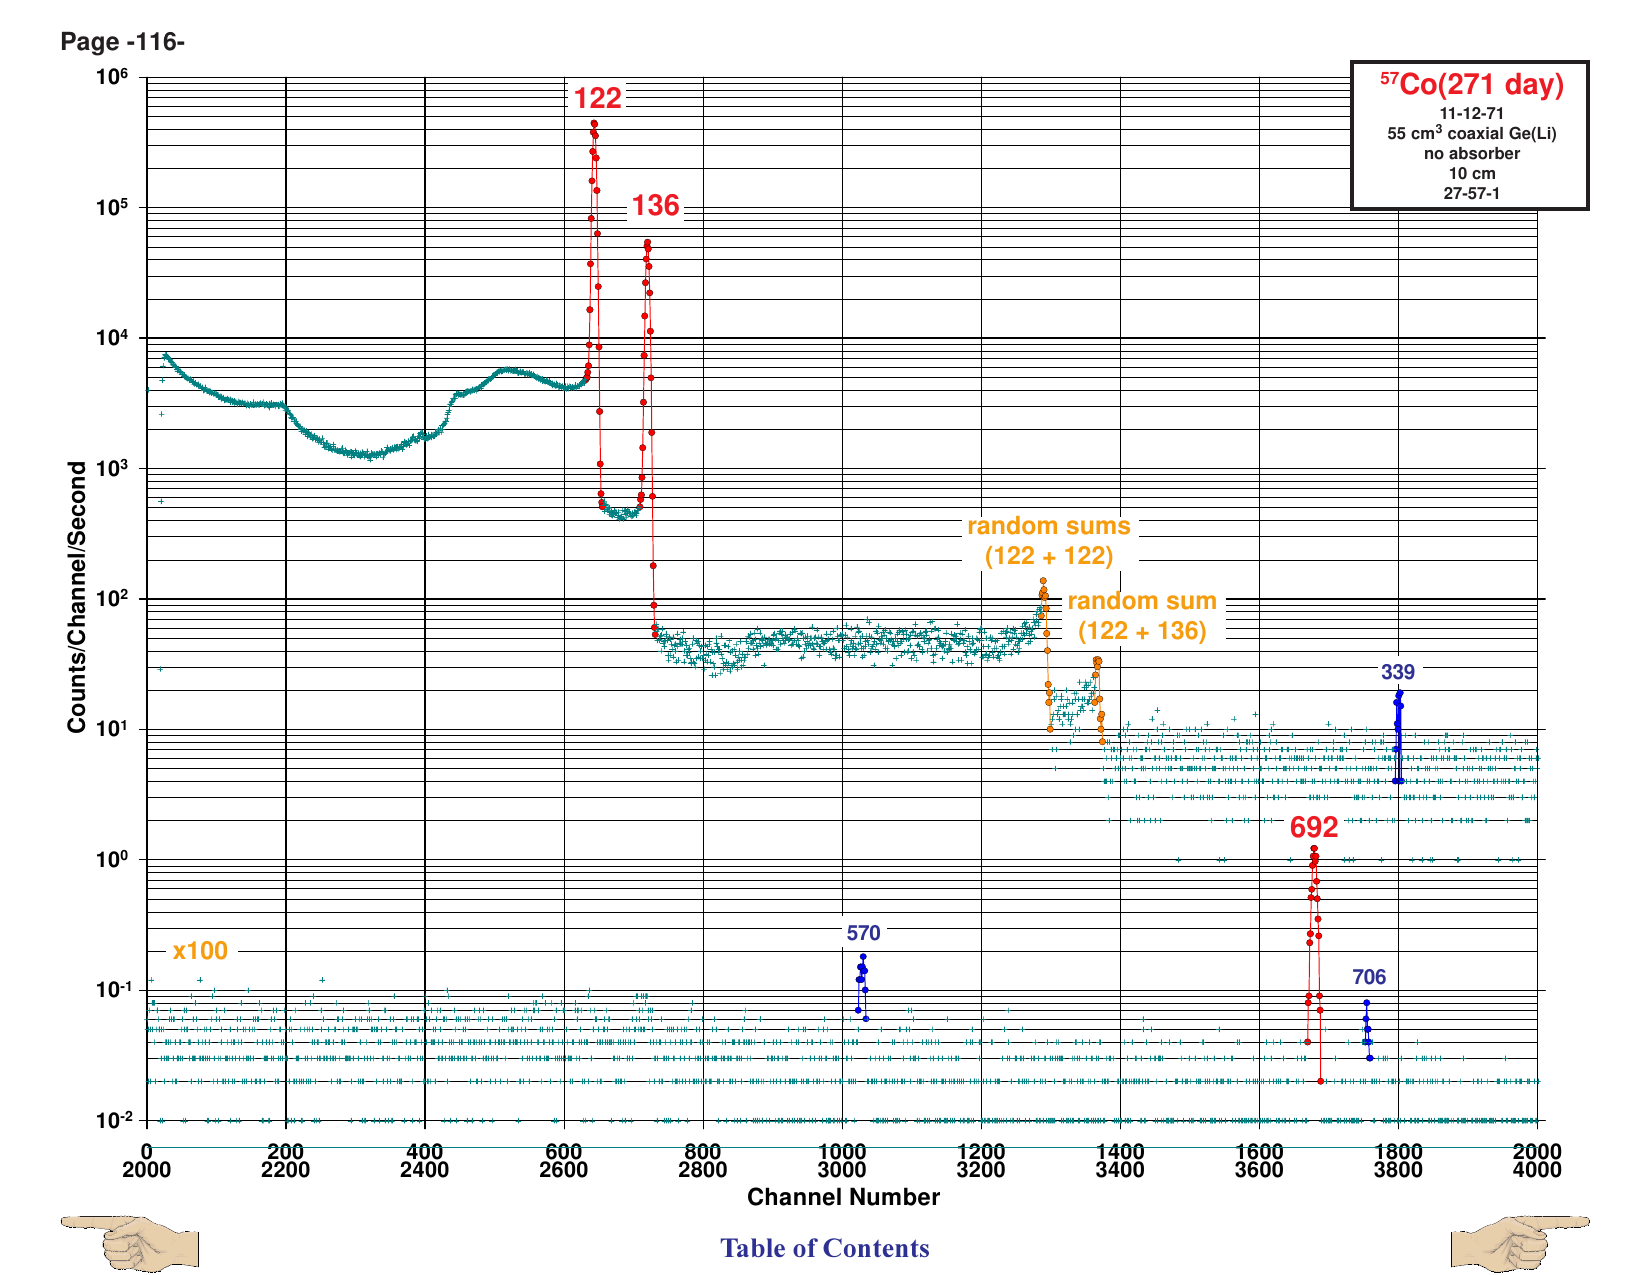 Page -116-
10⁶
⁵⁷Co(271 day)
11-12-71
55 cm³ coaxial Ge(Li)
no absorber
10 cm
27-57-1
122
136
10⁵
10⁴
10³
Counts/Channel/Second
random sums
(122 + 122)
10²
random sum
(122 + 136)
339
10¹
692
10⁰
570
x100
706
10⁻¹
10⁻²
0 200 400 600 800 1000 1200 1400 1600 1800 2000
2000 2200 2400 2600 2800 3000 3200 3400 3600 3800 4000
Channel Number
Table of Contents